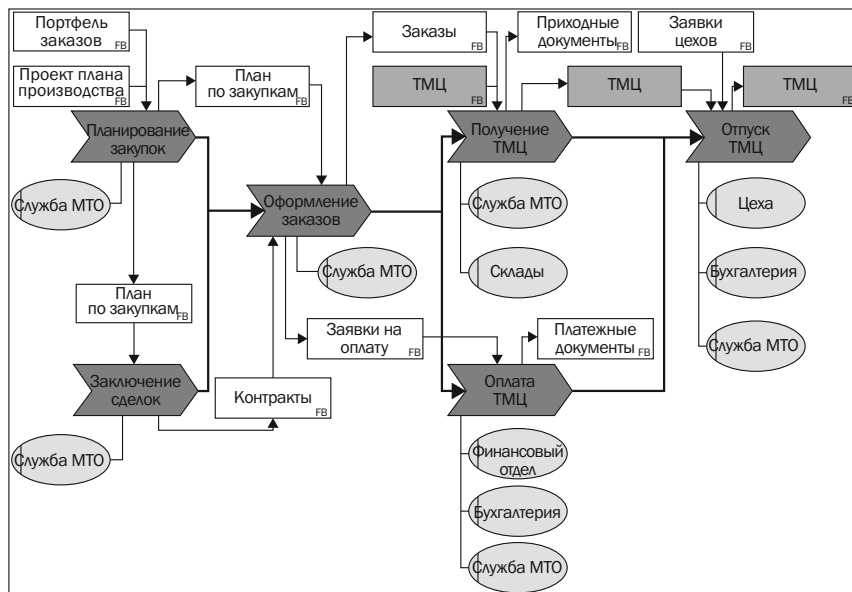 Портфель
заказов
FB
Проект плана
производства
FB
План
по закупкам
FB
Планирование
закупок
Служба МТО
План
по закупкам
FB
Заключение
сделок
Служба МТО
Контракты
FB
Оформление
заказов
Служба МТО
Заявки на
оплату
FB
Заказы
FB
ТМЦ
FB
Приходные
документы
FB
ТМЦ
Получение
ТМЦ
Служба МТО
Склады
Платежные
документы
FB
Оплата
ТМЦ
Финансовый
отдел
Бухгалтерия
Служба МТО
Заявки
цехов
FB
ТМЦ
FB
Отпуск
ТМЦ
Цеха
Бухгалтерия
Служба МТО